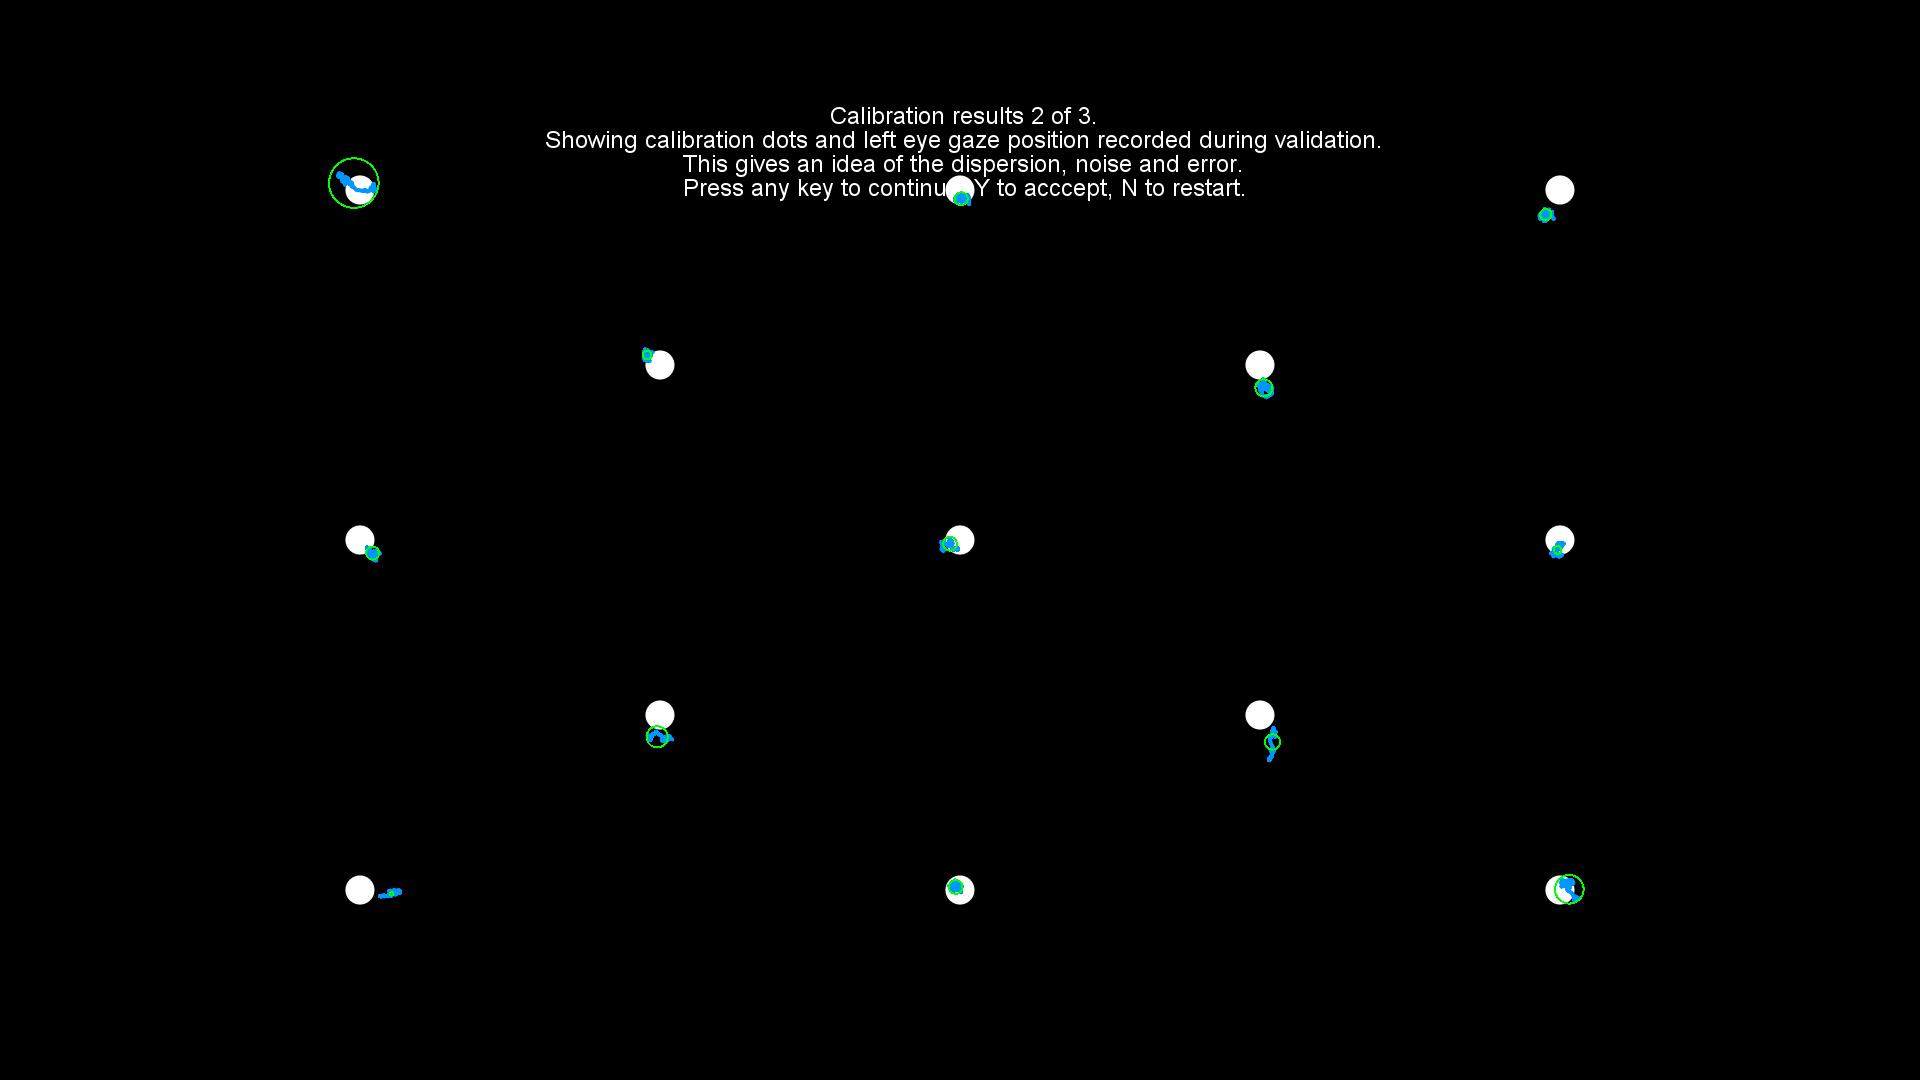 Calibration results 2 of 3.
Showing calibration dots and left eye gaze position recorded during validation.
This gives an idea of the dispersion, noise and error.
Press any key to continu Y to acccept, N to restart.